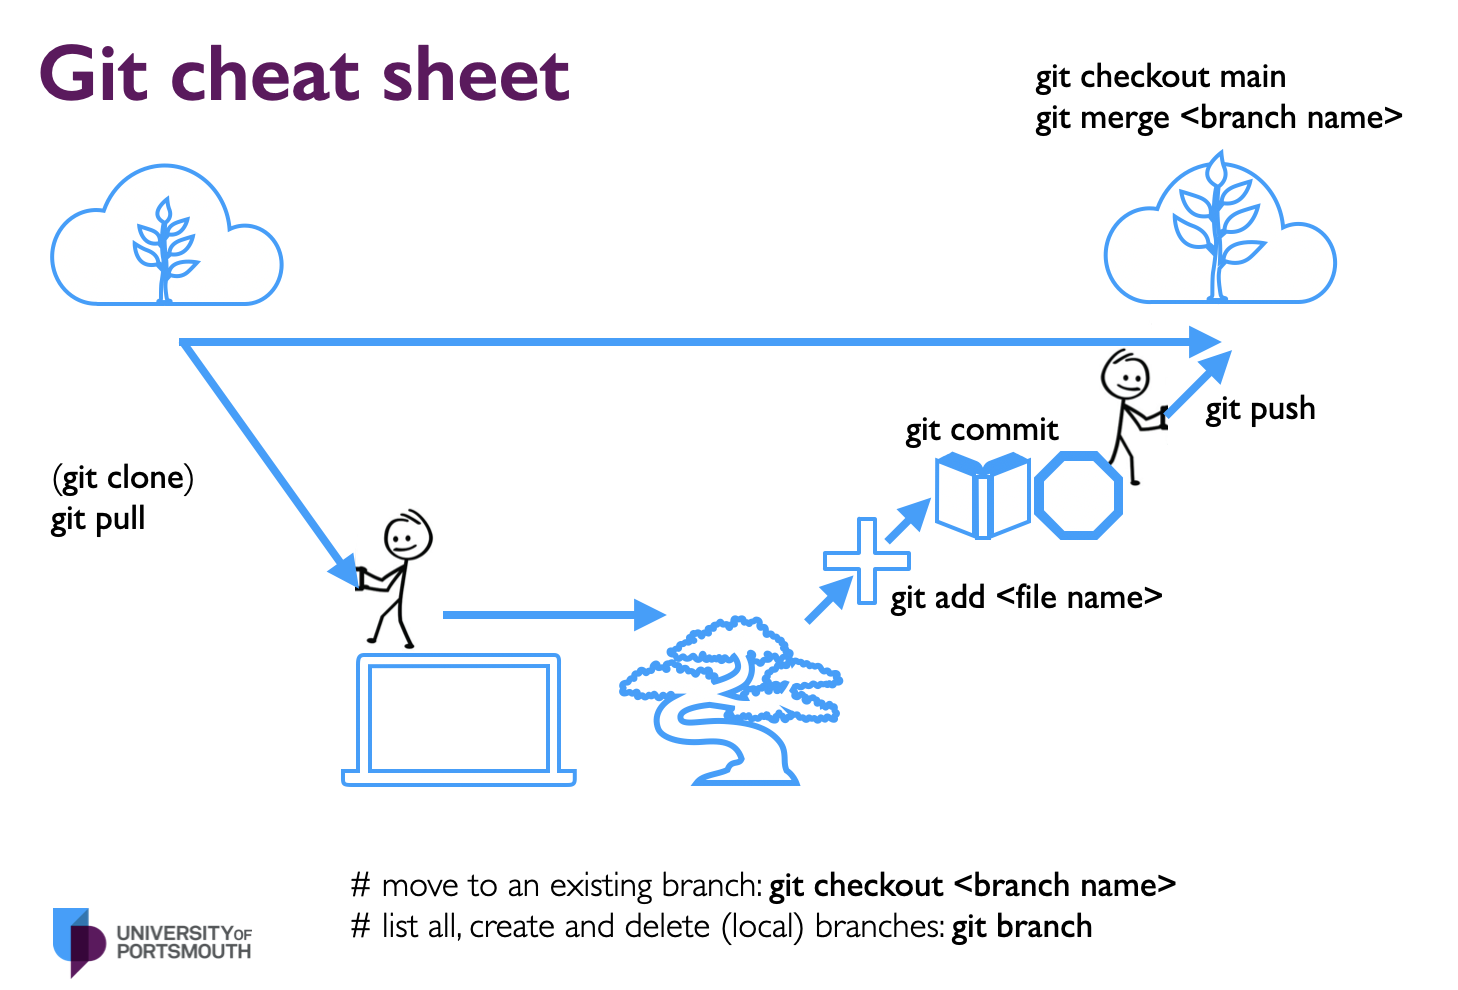 Git cheat sheet
git checkout main
git merge <branch name>
git push
git commit
(git clone)
git pull
git add <file name>
# move to an existing branch: git checkout <branch name>
# list all, create and delete (local) branches: git branch
UNIVERSITY OF
PORTSMOUTH